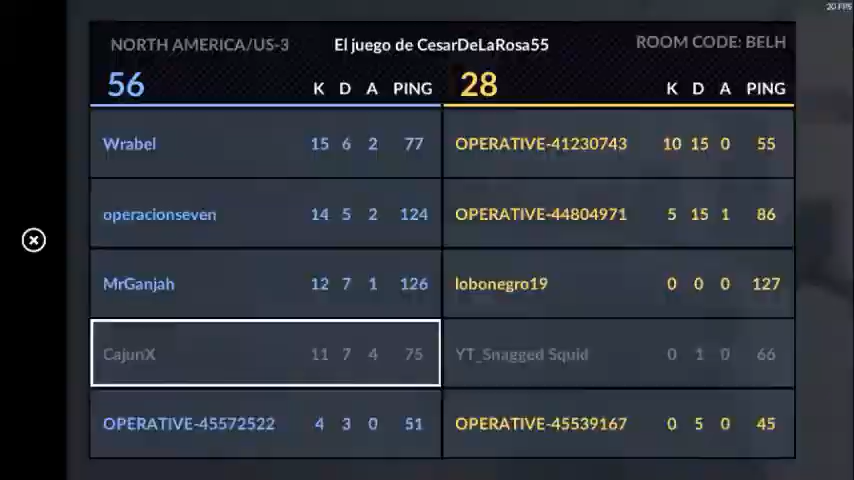 20 FPS
NORTH AMERICA/US-3 El juego de CesarDeLaRosa55 ROOM CODE: BELH
56 K D A PING 28 K D A PING
Wrabel 15 6 2 77 OPERATIVE-41230743 10 15 0 55
operacionseven 14 5 2 124 OPERATIVE-44804971 5 15 1 86
MrGanjah 12 7 1 126 lobonegro19 0 0 0 127
CajunX 11 7 4 75 YT_Snagged Squid 0 1 0 66
OPERATIVE-45572522 4 3 0 51 OPERATIVE-45539167 0 5 0 45